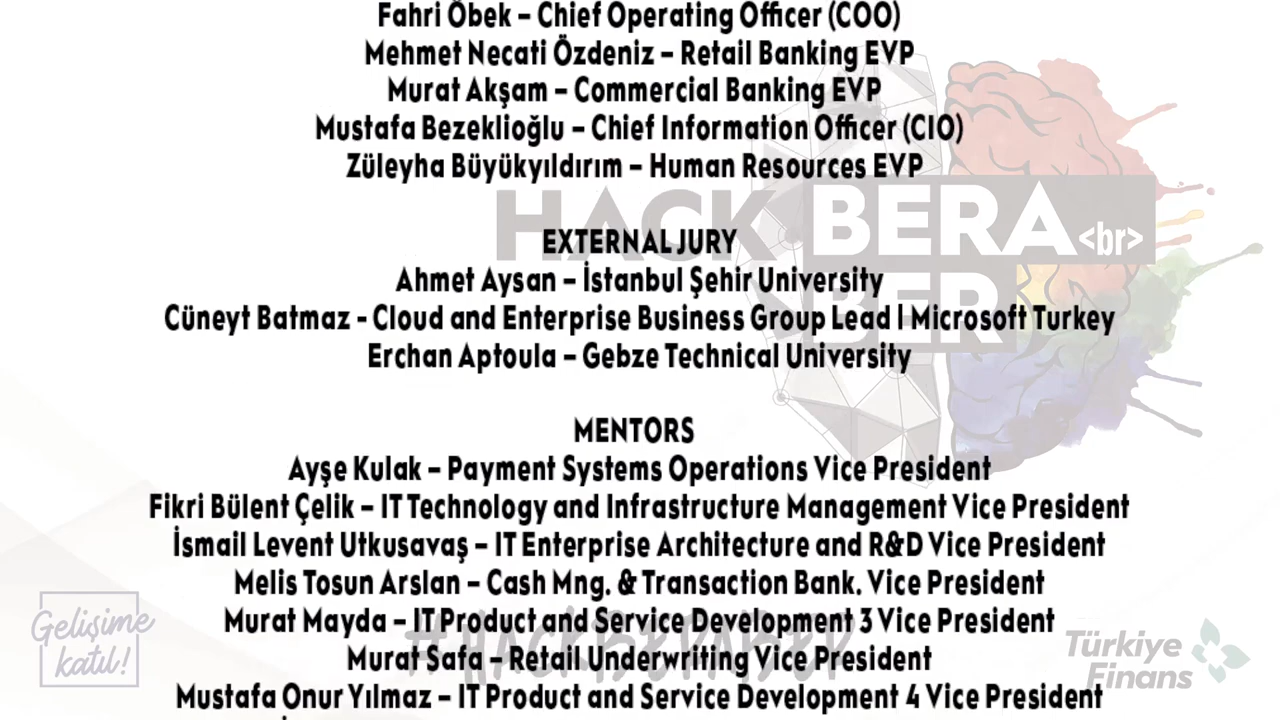 Fahri Öbek – Chief Operating Officer (COO)
Mehmet Necati Özdeniz – Retail Banking EVP
Murat Akşam – Commercial Banking EVP
Mustafa Bezeklioğlu – Chief Information Officer (CIO)
Züleyha Büyükyıldırım – Human Resources EVP
HACK BERA<br>
BER
EXTERNAL JURY
Ahmet Aysan – İstanbul Şehir University
Cüneyt Batmaz - Cloud and Enterprise Business Group Lead | Microsoft Turkey
Erchan Aptoula – Gebze Technical University
MENTORS
Ayşe Kulak – Payment Systems Operations Vice President
Fikri Bülent Çelik – IT Technology and Infrastructure Management Vice President
İsmail Levent Utkusavaş – IT Enterprise Architecture and R&D Vice President
Melis Tosun Arslan – Cash Mng. & Transaction Bank. Vice President
Murat Mayda – IT Product and Service Development 3 Vice President
Murat Safa – Retail Underwriting Vice President
Mustafa Onur Yılmaz – IT Product and Service Development 4 Vice President
#HACKBERABER
Gelişime
katıl!
Türkiye
Finans